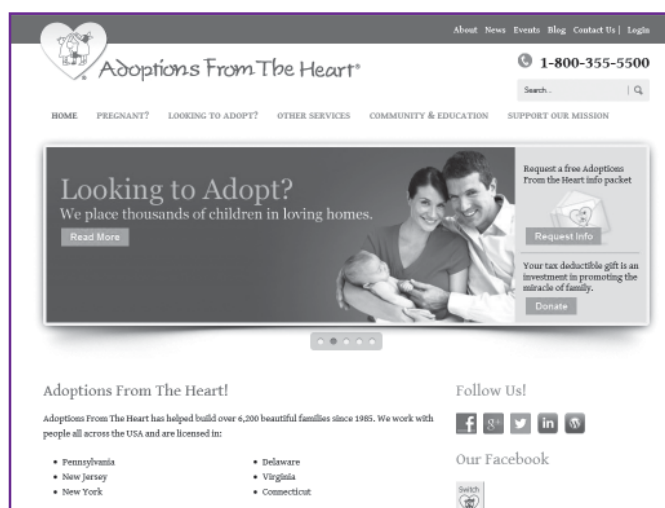 About News Events Blog Contact Us | Login
Adoptions From The Heart®
1-800-355-5500
Search...
HOME PREGNANT? LOOKING TO ADOPT? OTHER SERVICES COMMUNITY & EDUCATION SUPPORT OUR MISSION
Looking to Adopt?
We place thousands of children in loving homes.
Read More
Request a free Adoptions
From the Heart info packet
Request Info
Your tax deductible gift is an
investment in promoting the
miracle of family.
Donate
Adoptions From The Heart!
Adoptions From The Heart has helped build over 6,200 beautiful families since 1985. We work with
people all across the USA and are licensed in:
• Pennsylvania
• New Jersey
• New York
• Delaware
• Virginia
• Connecticut
Follow Us!
f g+ in W
Our Facebook
Switch